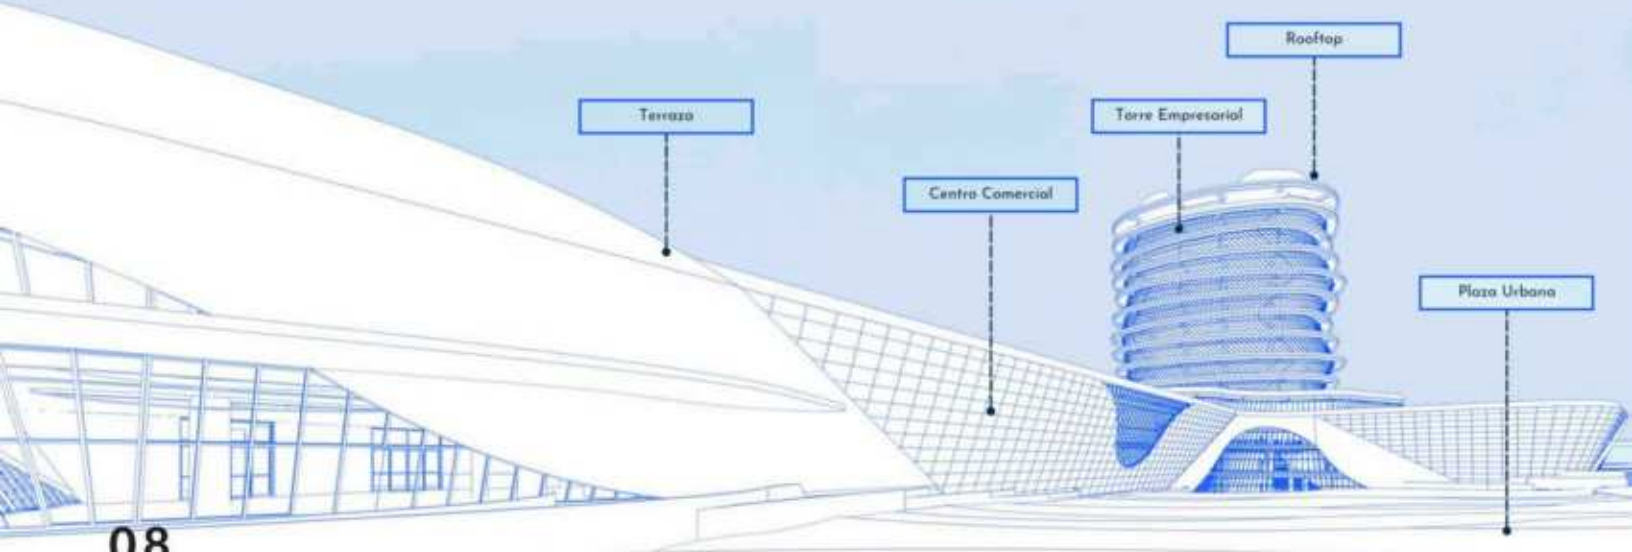 Rooftop
Terraza
Torre Empresarial
Centro Comercial
Plaza Urbana
08